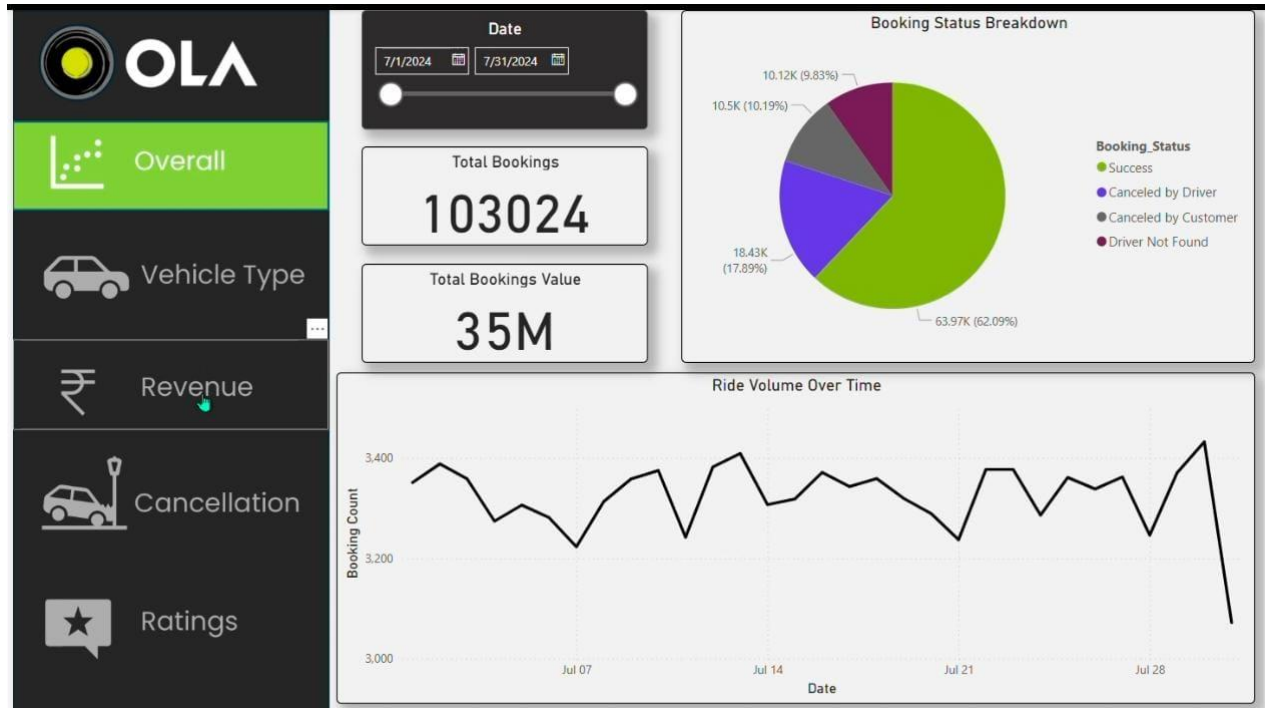 OLA
Overall
Vehicle Type
...
Revenue
Cancellation
Ratings
Date
7/1/2024
7/31/2024
Total Bookings
103024
Total Bookings Value
35M
Booking Status Breakdown
10.12K (9.83%)
10.5K (10.19%)
18.43K
(17.89%)
63.97K (62.09%)
Booking_Status
Success
Canceled by Driver
Canceled by Customer
Driver Not Found
Ride Volume Over Time
Booking Count
3,400
3,200
3,000
Jul 07
Jul 14
Jul 21
Jul 28
Date